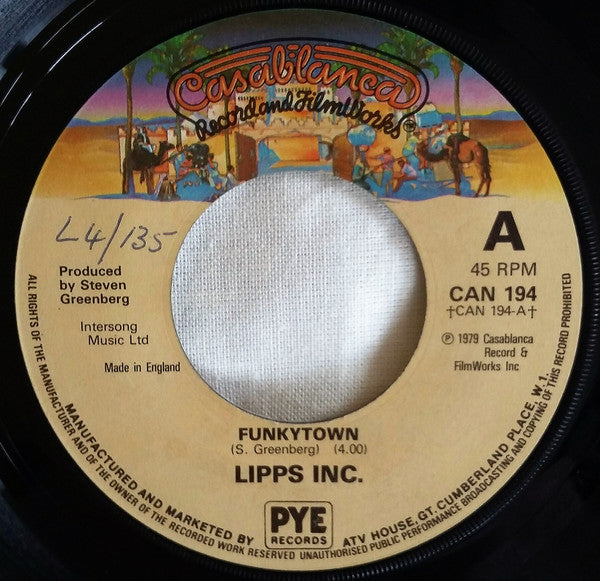 Casablanca
Record and FilmWorks
L4/135
A
Produced
by Steven
Greenberg
45 RPM
CAN 194
†CAN 194-A†
Intersong
Music Ltd
Made in England
Ⓟ 1979 Casablanca
Record &
FilmWorks Inc
FUNKYTOWN
(S. Greenberg) (4.00)
LIPPS INC.
PYE
RECORDS
MANUFACTURED AND MARKETED BY PYE RECORDS ATV HOUSE, GT. CUMBERLAND PLACE, W.1.
ALL RIGHTS OF THE MANUFACTURER AND OF THE OWNER OF THE RECORDED WORK RESERVED UNAUTHORISED PUBLIC PERFORMANCE BROADCASTING AND COPYING OF THIS RECORD PROHIBITED